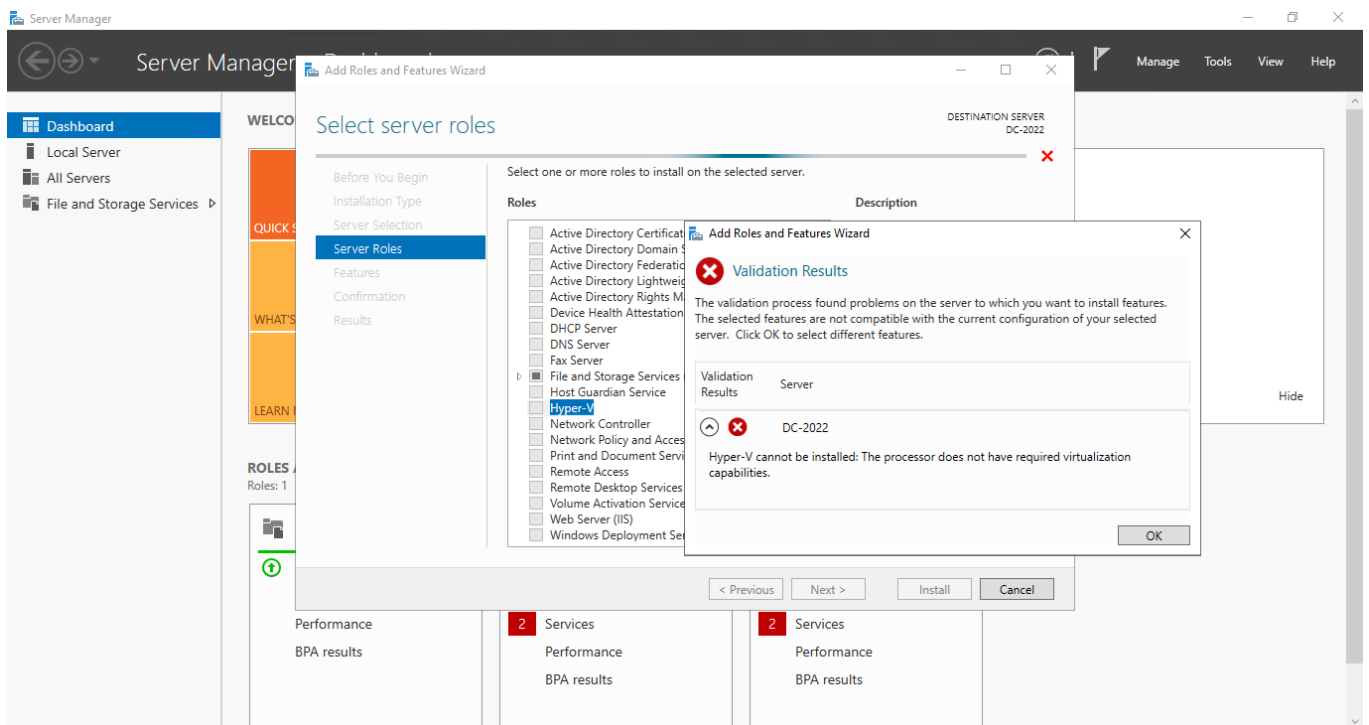 Server Manager
Server Manager
Manage Tools View Help
Dashboard
Local Server
All Servers
File and Storage Services
WELCO
QUICK S
WHAT'S
LEARN
Hide
ROLES
Roles: 1
Performance
BPA results
2 Services
Performance
BPA results
2 Services
Performance
BPA results
Add Roles and Features Wizard
Select server roles
DESTINATION SERVER
DC-2022
Before You Begin
Installation Type
Server Selection
Server Roles
Features
Confirmation
Results
Select one or more roles to install on the selected server.
Roles
Description
Active Directory Certificat
Active Directory Domain S
Active Directory Federatio
Active Directory Lightweig
Active Directory Rights M
Device Health Attestation
DHCP Server
DNS Server
Fax Server
File and Storage Services
Host Guardian Service
Hyper-V
Network Controller
Network Policy and Acces
Print and Document Servi
Remote Access
Remote Desktop Services
Volume Activation Service
Web Server (IIS)
Windows Deployment Ser
< Previous Next > Install Cancel
Add Roles and Features Wizard
Validation Results
The validation process found problems on the server to which you want to install features.
The selected features are not compatible with the current configuration of your selected
server. Click OK to select different features.
Validation
Results
Server
DC-2022
Hyper-V cannot be installed: The processor does not have required virtualization
capabilities.
OK